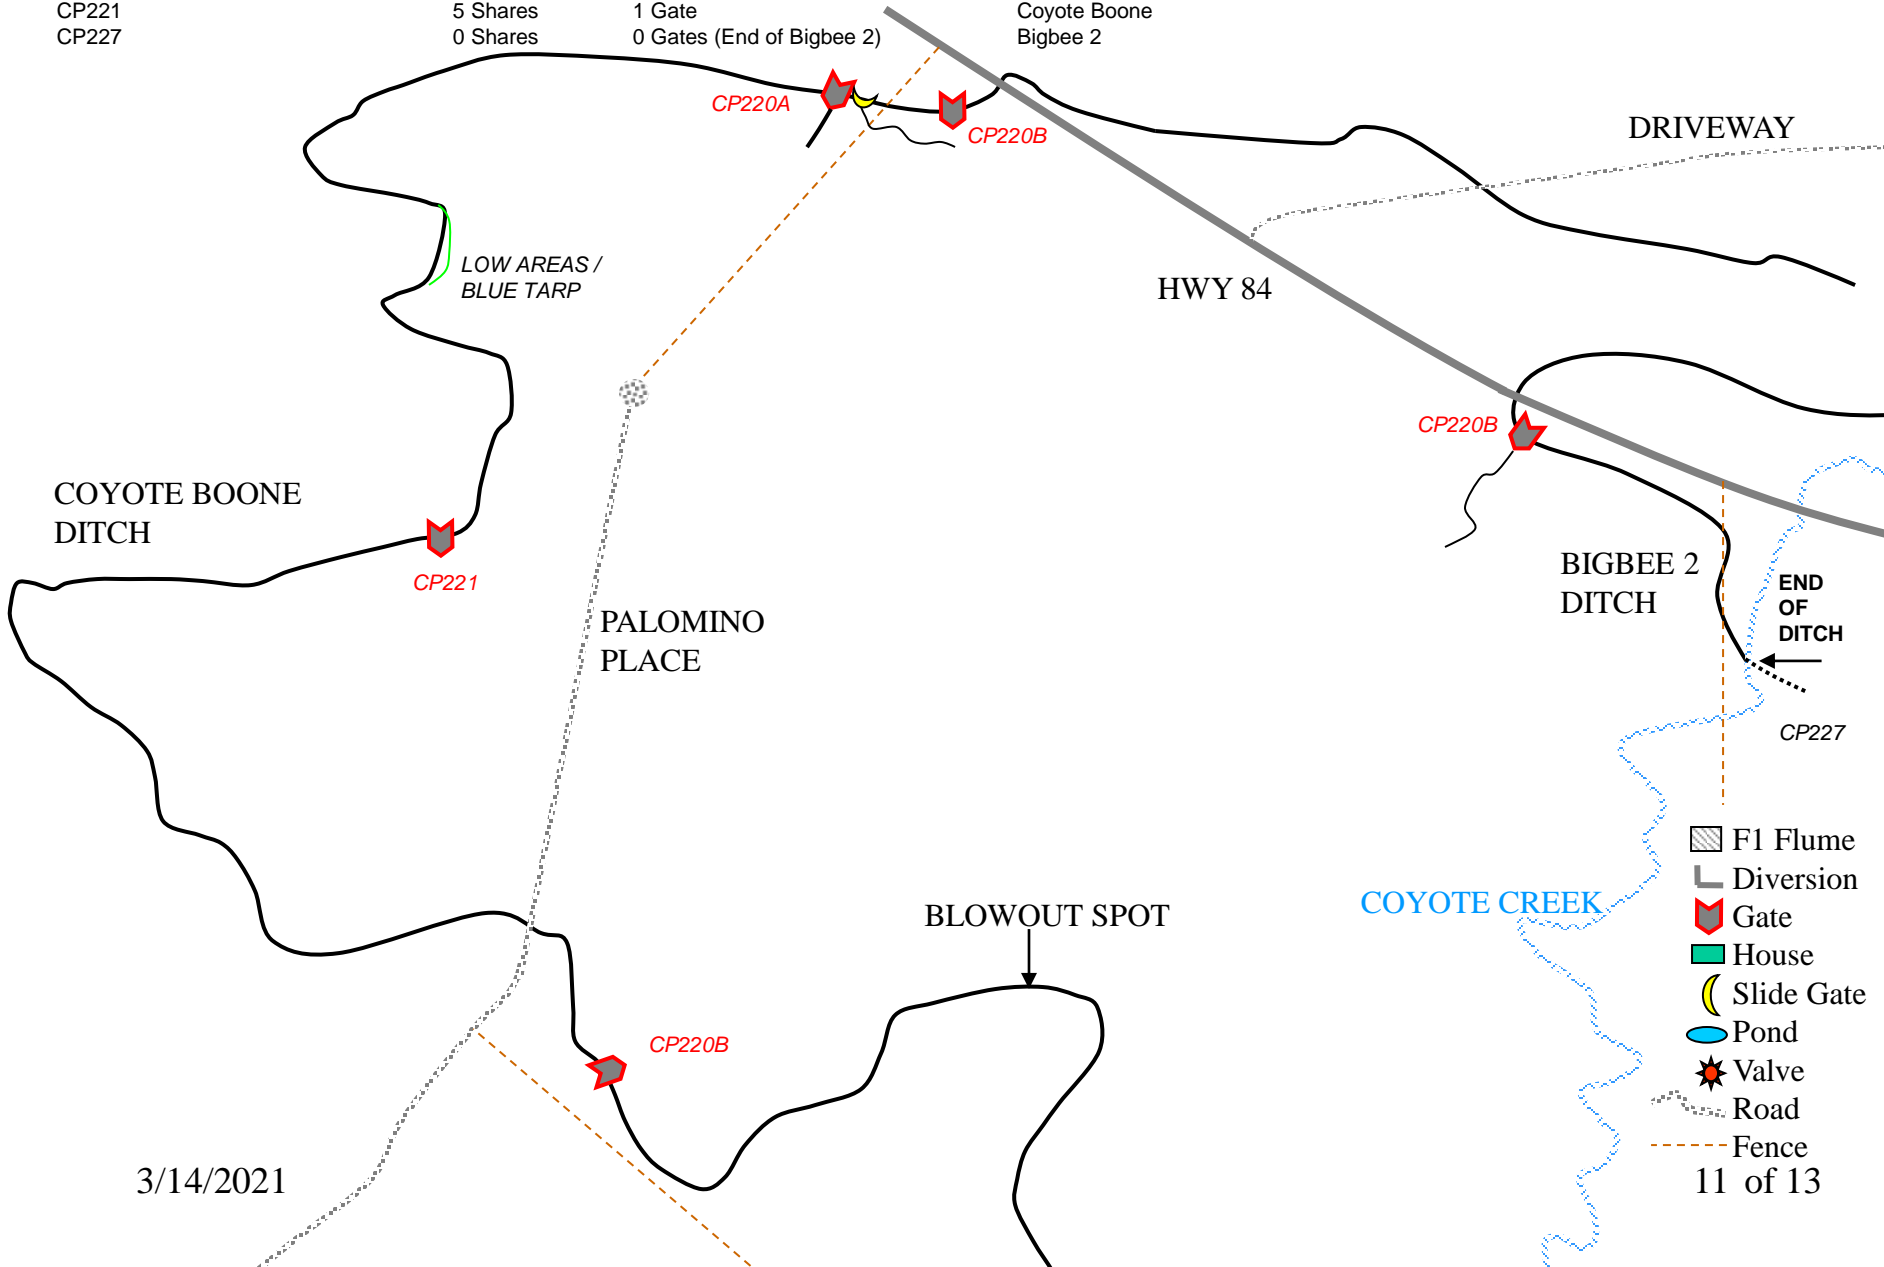 CP221 5 Shares 1 Gate Coyote Boone
CP227 0 Shares 0 Gates (End of Bigbee 2) Bigbee 2
CP220A
CP220B
DRIVEWAY
LOW AREAS /
BLUE TARP
HWY 84
CP220B
COYOTE BOONE
DITCH
CP221
BIGBEE 2
DITCH
END
OF
DITCH
PALOMINO
PLACE
CP227
F1 Flume
Diversion
COYOTE CREEK
BLOWOUT SPOT
Gate
House
Slide Gate
Pond
CP220B
Valve
Road
Fence
3/14/2021
11 of 13